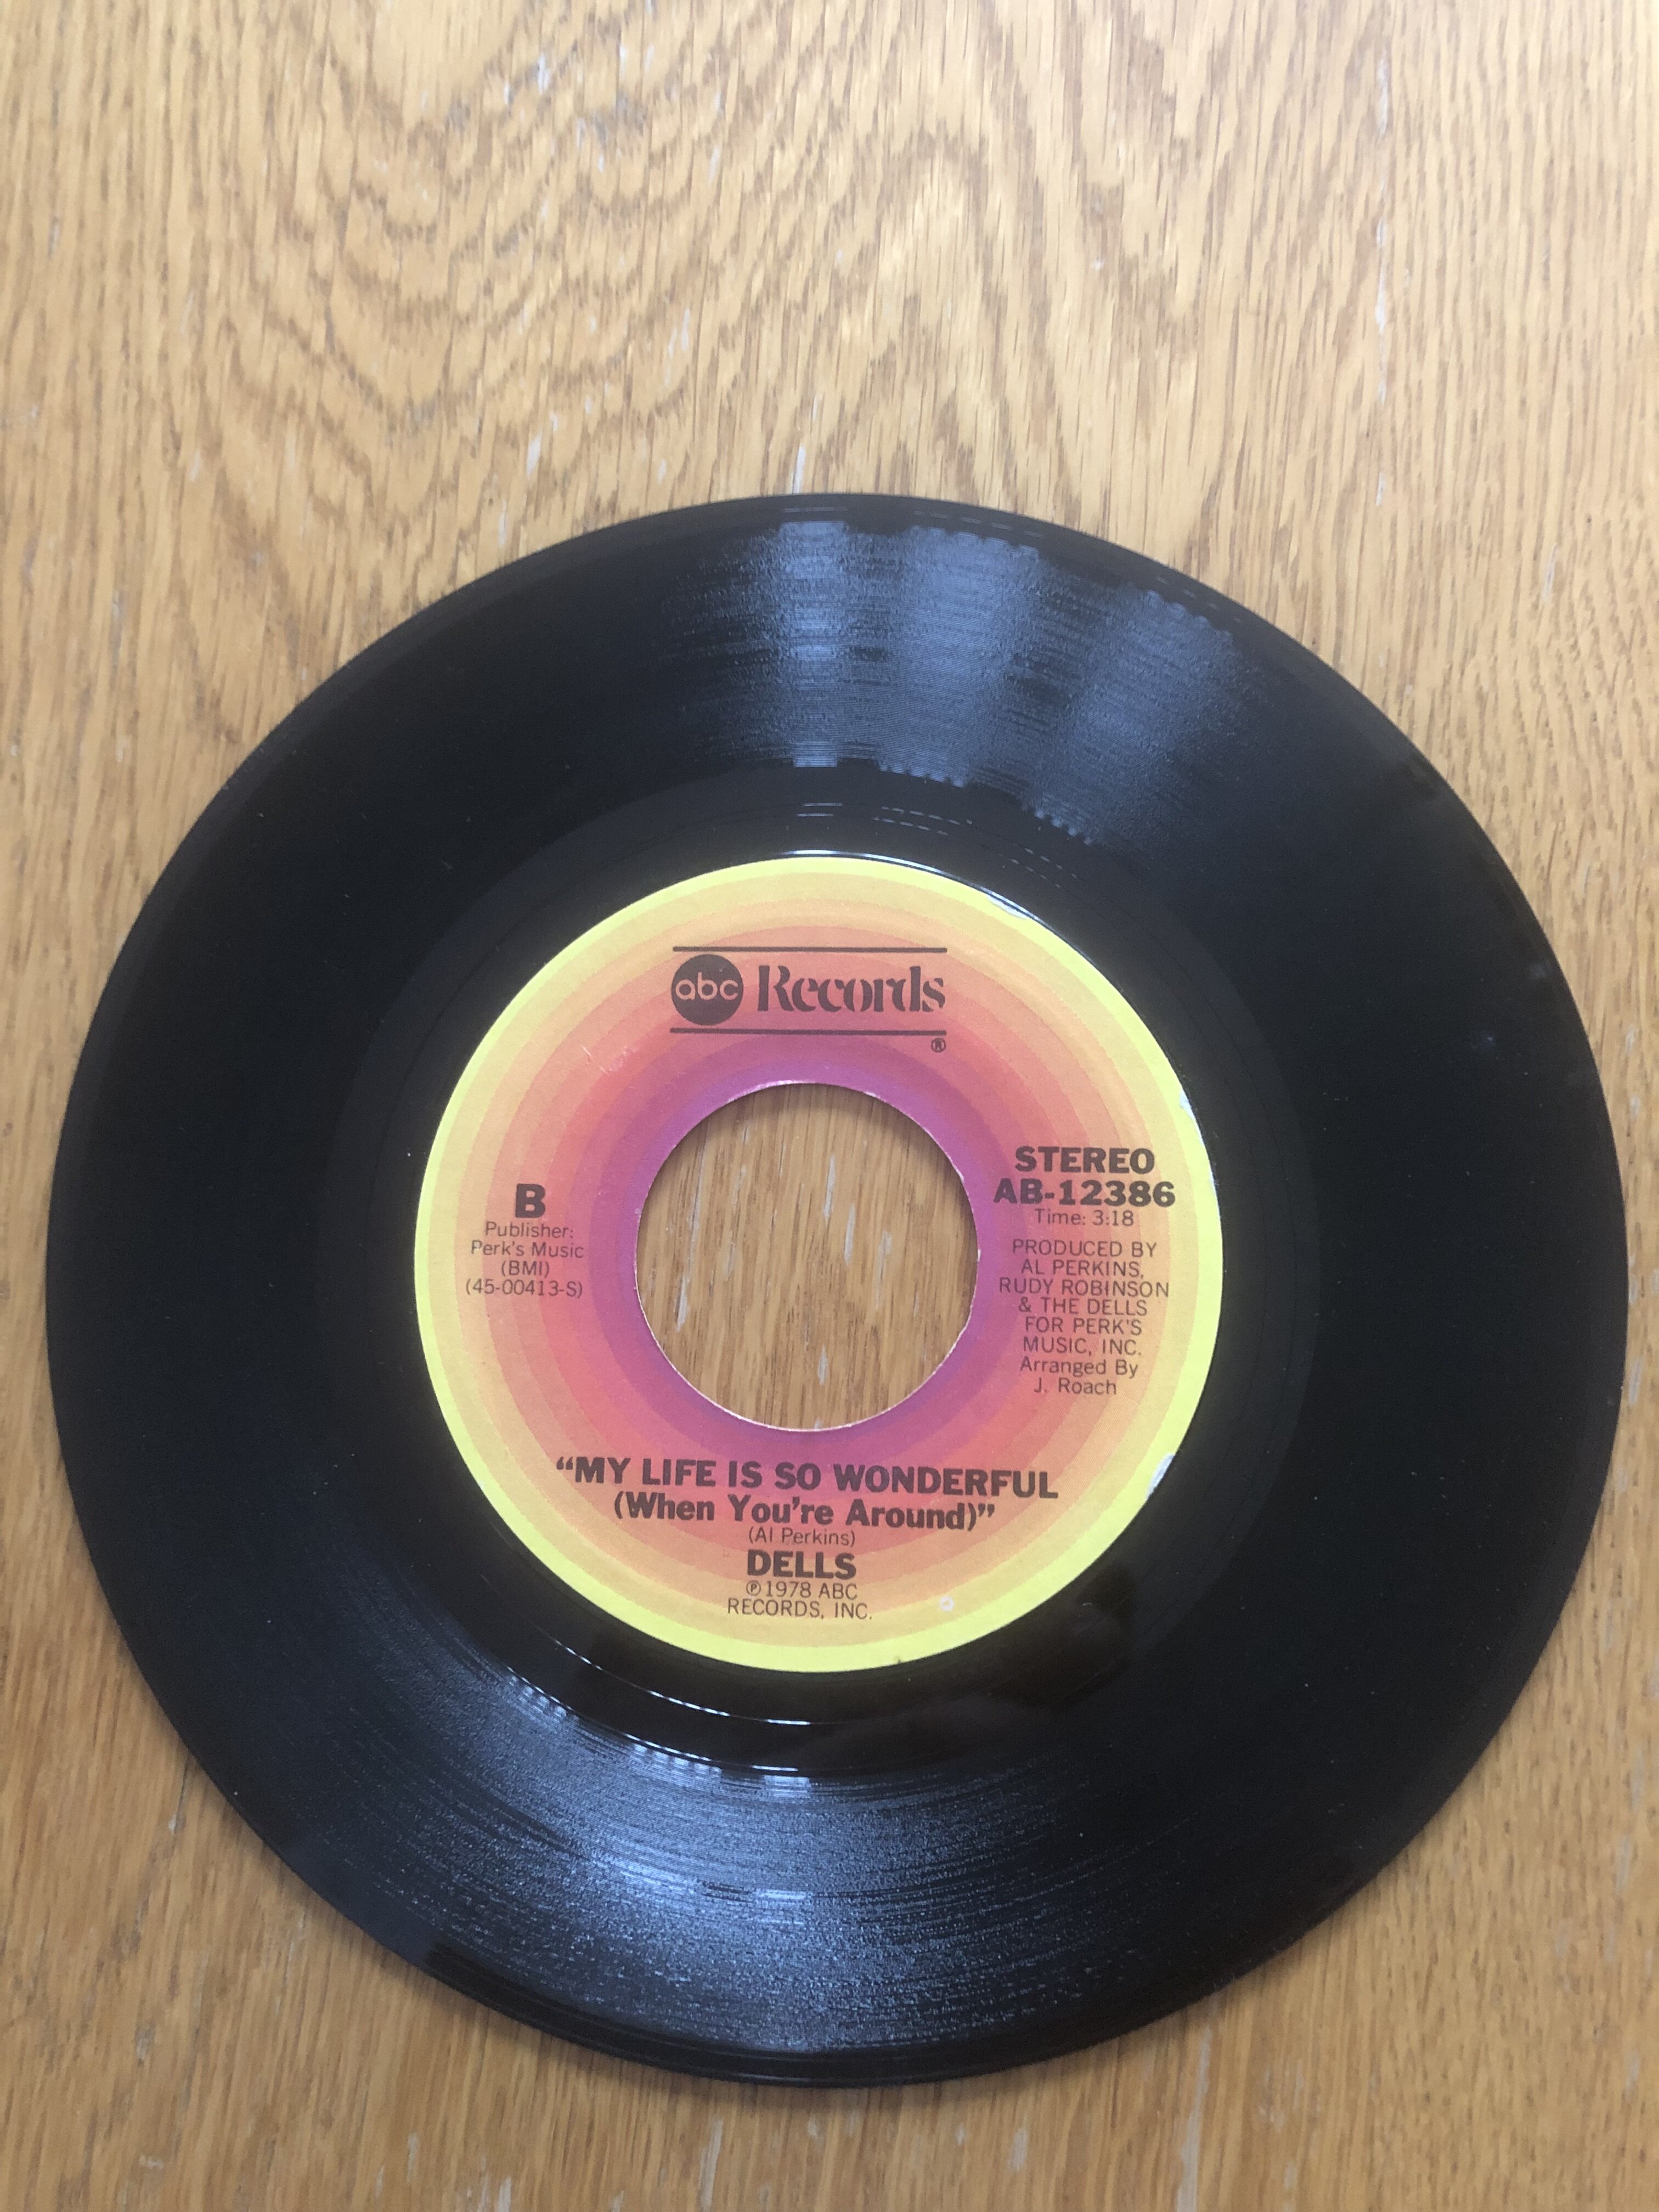 abc Records
®
B
Publisher:
Perk's Music
(BMI)
(45-00413-S)
STEREO
AB-12386
Time: 3:18
PRODUCED BY
AL PERKINS,
RUDY ROBINSON
& THE DELLS
FOR PERK'S
MUSIC, INC.
Arranged By
J. Roach
“MY LIFE IS SO WONDERFUL
(When You're Around)”
(Al Perkins)
DELLS
℗1978 ABC
RECORDS, INC.